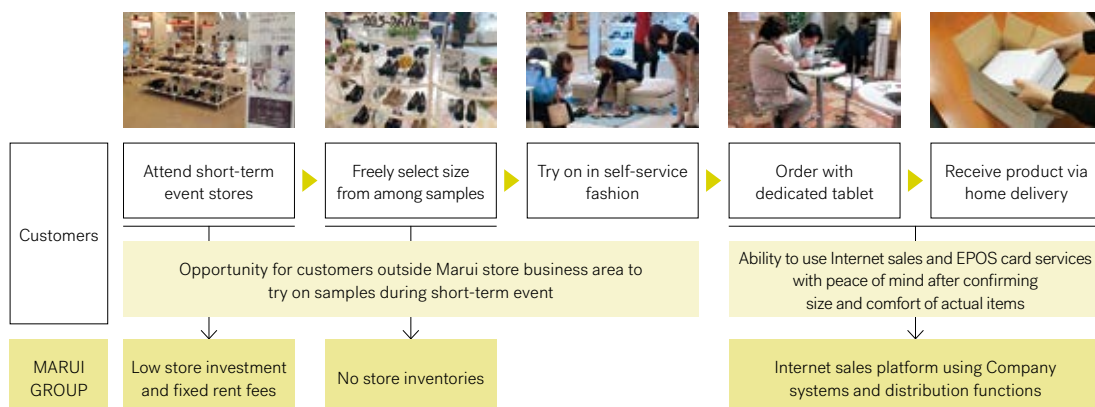 20.5-26.0
Attend short-term
event stores
Freely select size
from among samples
Try on in self-service
fashion
Order with
dedicated tablet
Receive product via
home delivery
Customers
Opportunity for customers outside Marui store business area to
try on samples during short-term event
Ability to use Internet sales and EPOS card services
with peace of mind after confirming
size and comfort of actual items
MARUI
GROUP
Low store investment
and fixed rent fees
No store inventories
Internet sales platform using Company
systems and distribution functions